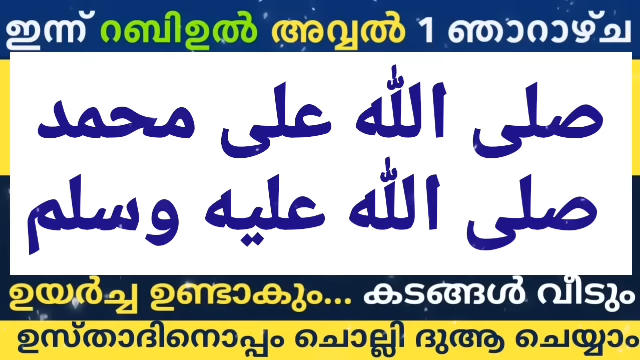 ഇന്ന് റബിഉൽ അവ്വൽ 1 ഞാറാഴ്ച
صلى الله على محمد
صلى الله عليه وسلم
ഉയർച്ച ഉണ്ടാകും... കടങ്ങൾ വീടും
ഉസ്താദിനൊപ്പം ചൊല്ലി ദുആ ചെയ്യാം